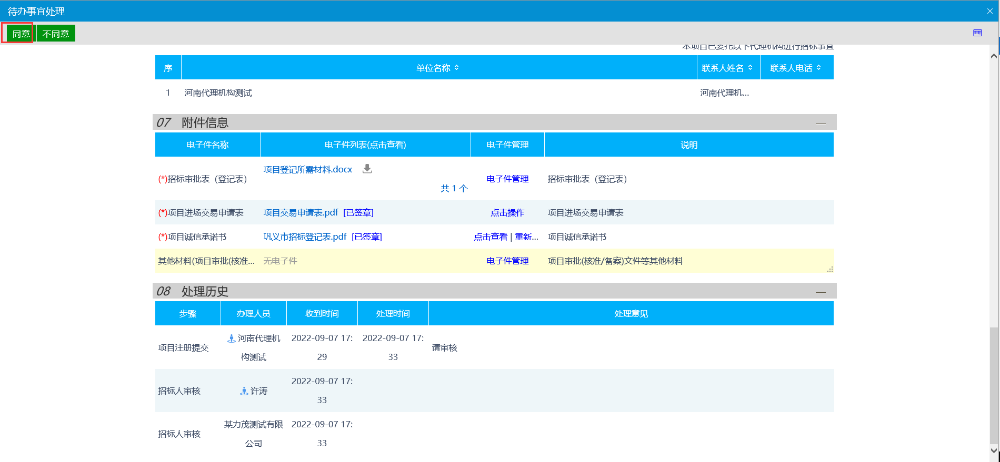 待办事宜处理
同意 不同意
本项目已委托以下代理机构进行招标事宜
序 单位名称 联系人姓名 联系人电话
1 河南代理机构测试 河南代理机...
07 附件信息
电子件名称 电子件列表(点击查看) 电子件管理 说明
(*)招标审批表（登记表） 项目登记所需材料.docx 电子件管理 招标审批表（登记表）
共 1 个
(*)项目进场交易申请表 项目交易申请表.pdf [已签章] 点击操作 项目进场交易申请表
(*)项目诚信承诺书 巩义市招标登记表.pdf [已签章] 点击查看 | 重新... 项目诚信承诺书
其他材料(项目审批(核准... 无电子件 电子件管理 项目审批(核准/备案)文件等其他材料
08 处理历史
步骤 办理人员 收到时间 处理时间 处理意见
项目注册提交 河南代理机 2022-09-07 17: 2022-09-07 17: 请审核
构测试 29 33
招标人审核 许涛 2022-09-07 17:
33
招标人审核 某力茂测试有限 2022-09-07 17:
公司 33